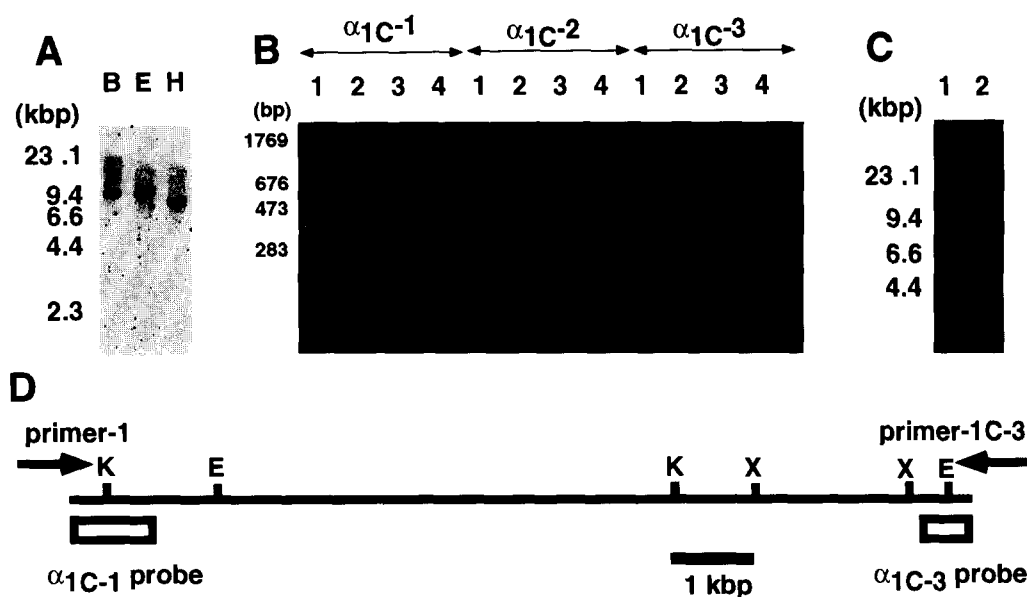 A
B E H
(kbp)
23 .1
9.4
6.6
4.4
2.3
B
α1C-1 α1C-2 α1C-3
1 2 3 4 1 2 3 4 1 2 3 4
(bp)
1769
676
473
283
C
1 2
23 .1
9.4
6.6
4.4
D
primer-1 primer-1C-3
K E K X X E
α1C-1 probe 1 kbp α1C-3 probe